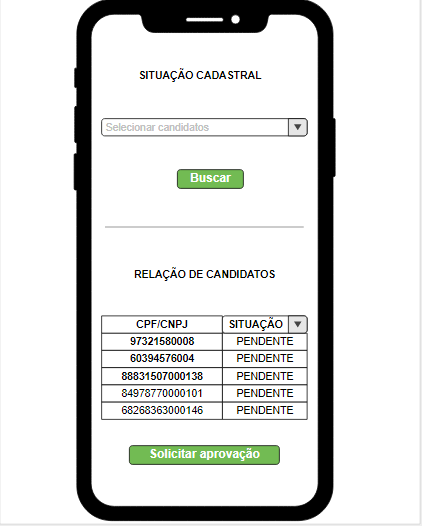 SITUAÇÃO CADASTRAL
Selecionar candidatos
Buscar
RELAÇÃO DE CANDIDATOS
CPF/CNPJ SITUAÇÃO
97321580008 PENDENTE
60394576004 PENDENTE
88831507000138 PENDENTE
84978770000101 PENDENTE
68268363000146 PENDENTE
Solicitar aprovação